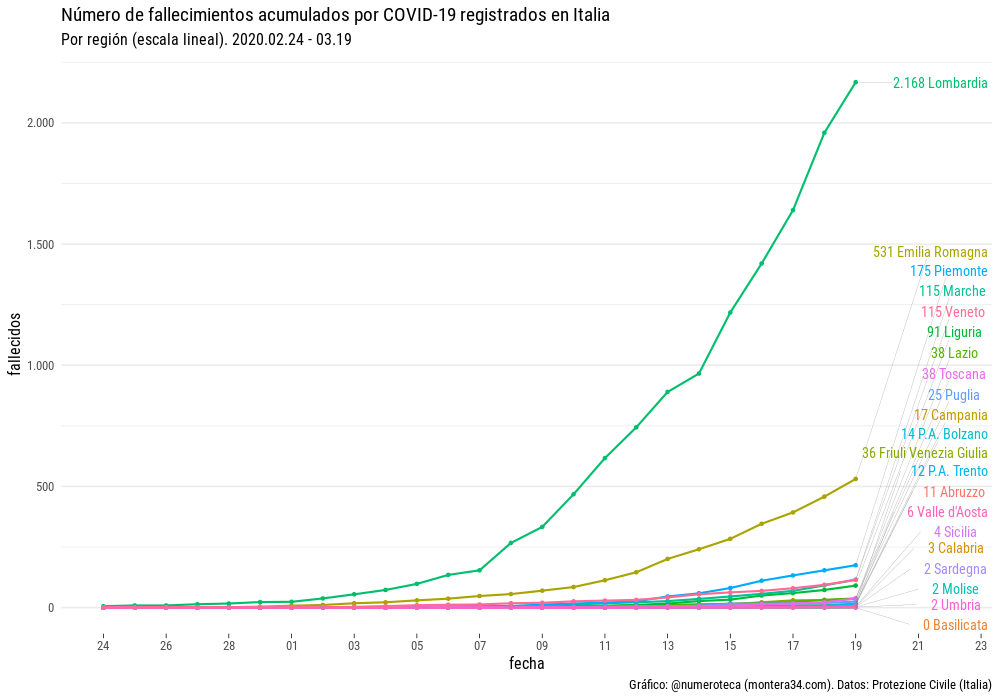 Número de fallecimientos acumulados por COVID-19 registrados en Italia
Por región (escala lineal). 2020.02.24 - 03.19
2.168 Lombardia
2.000
1.500
531 Emilia Romagna
175 Piemonte
115 Marche
115 Veneto
91 Liguria
38 Lazio
1.000
38 Toscana
25 Puglia
17 Campania
14 P.A. Bolzano
36 Friuli Venezia Giulia
12 P.A. Trento
500
11 Abruzzo
6 Valle d'Aosta
4 Sicilia
3 Calabria
2 Sardegna
2 Molise
2 Umbria
0
0 Basilicata
fallecidos
24 26 28 01 03 05 07 09 11 13 15 17 19 21 23
fecha
Gráfico: @numeroteca (montera34.com). Datos: Protezione Civile (Italia)